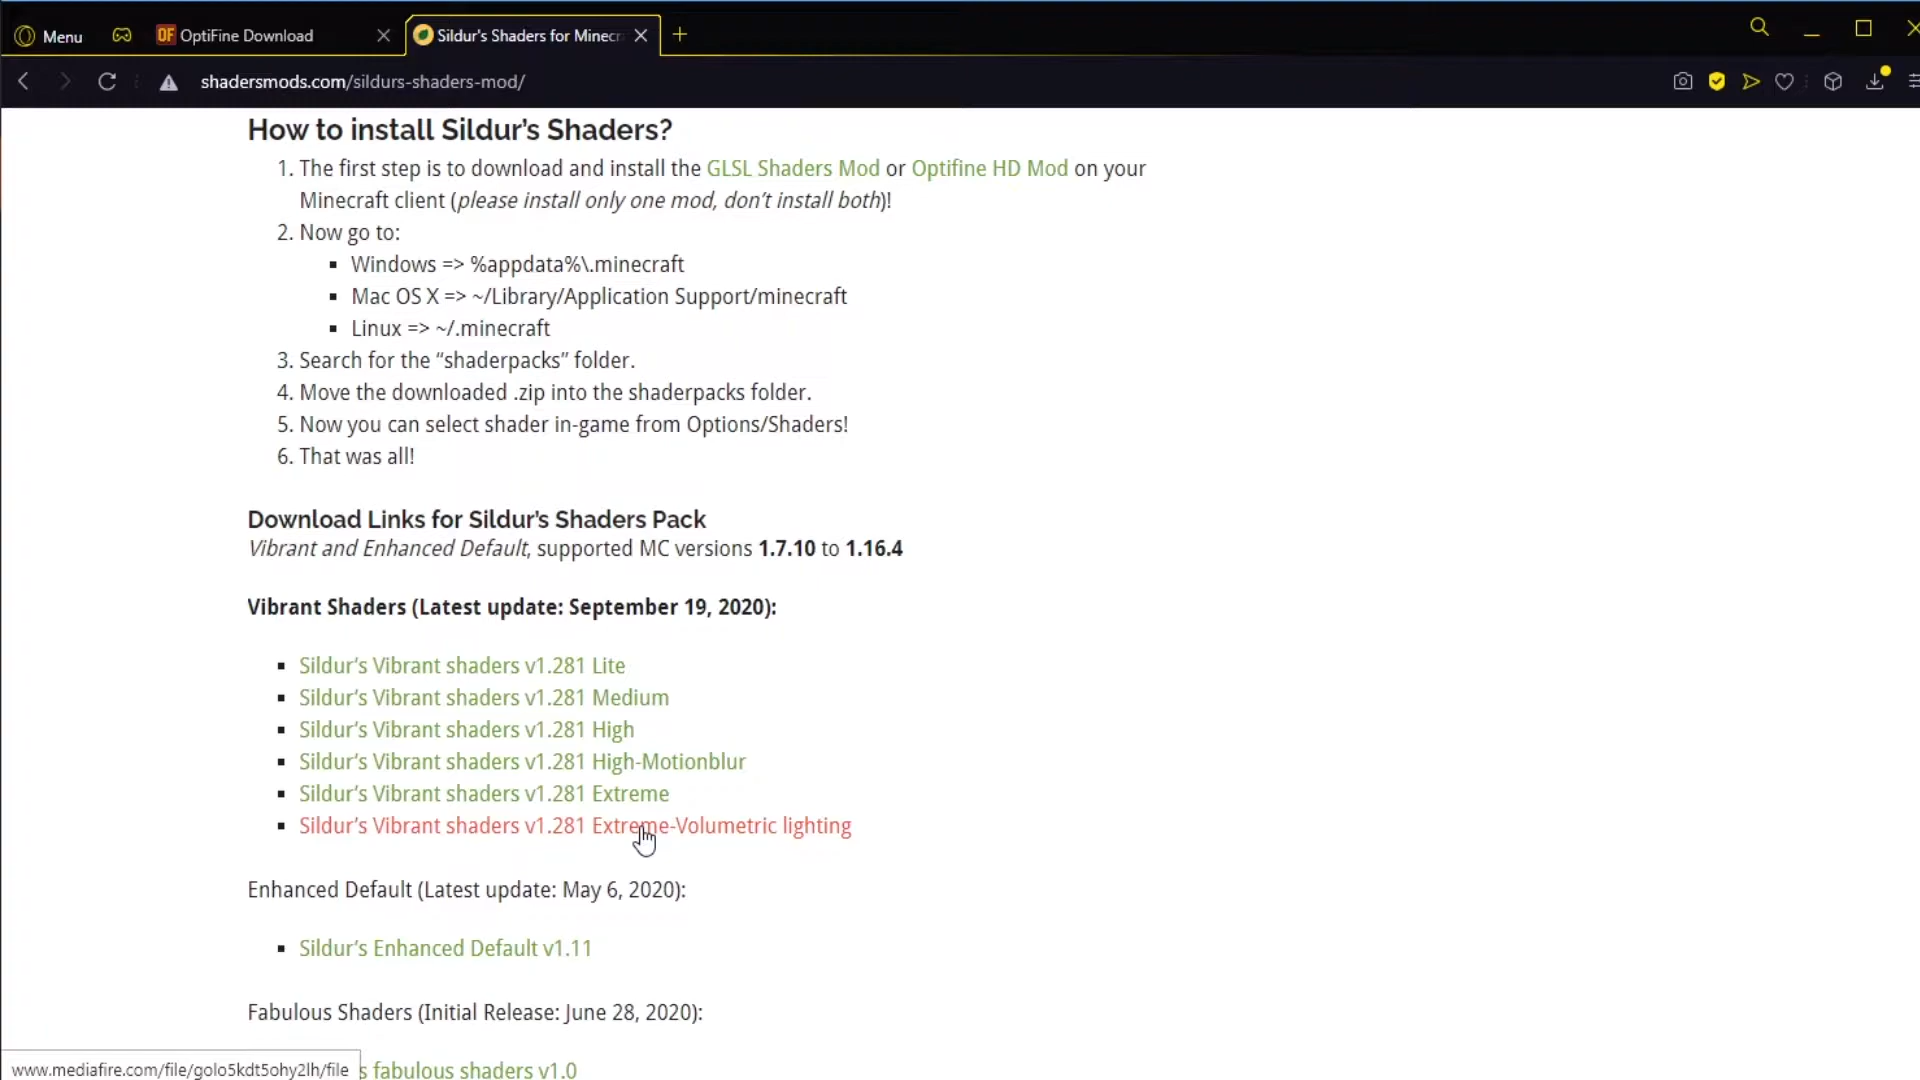 Menu
OF OptiFine Download
Sildur's Shaders for Minecr
shadersmods.com/sildurs-shaders-mod/
How to install Sildur’s Shaders?
1. The first step is to download and install the GLSL Shaders Mod or Optifine HD Mod on your
Minecraft client (please install only one mod, don’t install both)!
2. Now go to:
▪ Windows => %appdata%\.minecraft
▪ Mac OS X => ~/Library/Application Support/minecraft
▪ Linux => ~/.minecraft
3. Search for the “shaderpacks” folder.
4. Move the downloaded .zip into the shaderpacks folder.
5. Now you can select shader in-game from Options/Shaders!
6. That was all!
Download Links for Sildur’s Shaders Pack
Vibrant and Enhanced Default, supported MC versions 1.7.10 to 1.16.4
Vibrant Shaders (Latest update: September 19, 2020):
▪ Sildur’s Vibrant shaders v1.281 Lite
▪ Sildur’s Vibrant shaders v1.281 Medium
▪ Sildur’s Vibrant shaders v1.281 High
▪ Sildur’s Vibrant shaders v1.281 High-Motionblur
▪ Sildur’s Vibrant shaders v1.281 Extreme
▪ Sildur’s Vibrant shaders v1.281 Extreme-Volumetric lighting
Enhanced Default (Latest update: May 6, 2020):
▪ Sildur’s Enhanced Default v1.11
Fabulous Shaders (Initial Release: June 28, 2020):
s fabulous shaders v1.0
www.mediafire.com/file/golo5kdt5ohy2lh/file